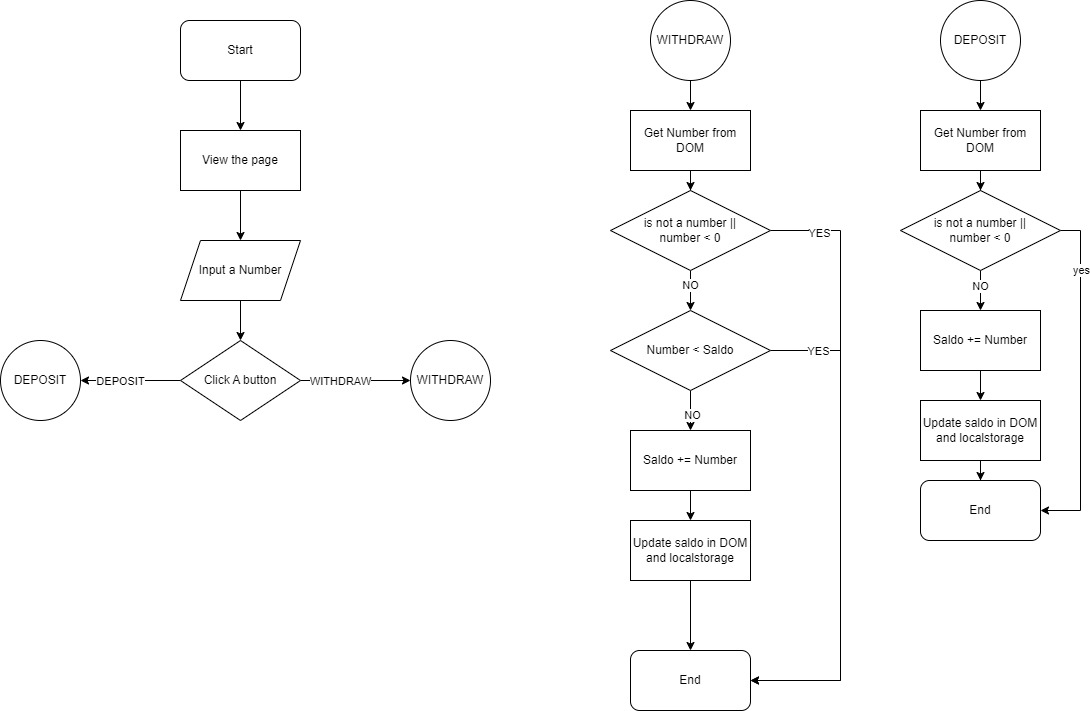 Start
View the page
Input a Number
Click A button
DEPOSIT
DEPOSIT
WITHDRAW
WITHDRAW
WITHDRAW
Get Number from
DOM
is not a number ||
number < 0
YES
NO
Number < Saldo
YES
NO
Saldo += Number
Update saldo in DOM
and localstorage
End
DEPOSIT
Get Number from
DOM
is not a number ||
number < 0
yes
NO
Saldo += Number
Update saldo in DOM
and localstorage
End